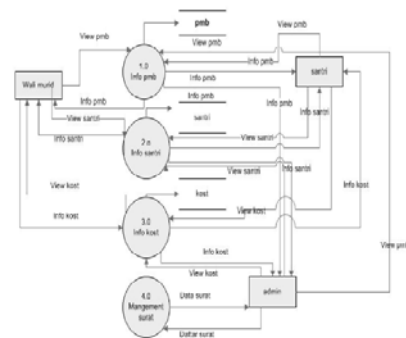 pmb
View pmb
View pmb
View pmb
1.0
Info pmb
Info pmb
Info pmb
Wali murid
santri
Info pmb
Info pmb
santri
View santri
Info santri
Info santri
2.n
Info santri
View santri
Info santri
View santri
View kost
kost
Info kost
Info kost
3.0
Info kost
Info kost
View kost
View pmb
4.0
Mangement
surat
Data surat
admin
Daftar surat